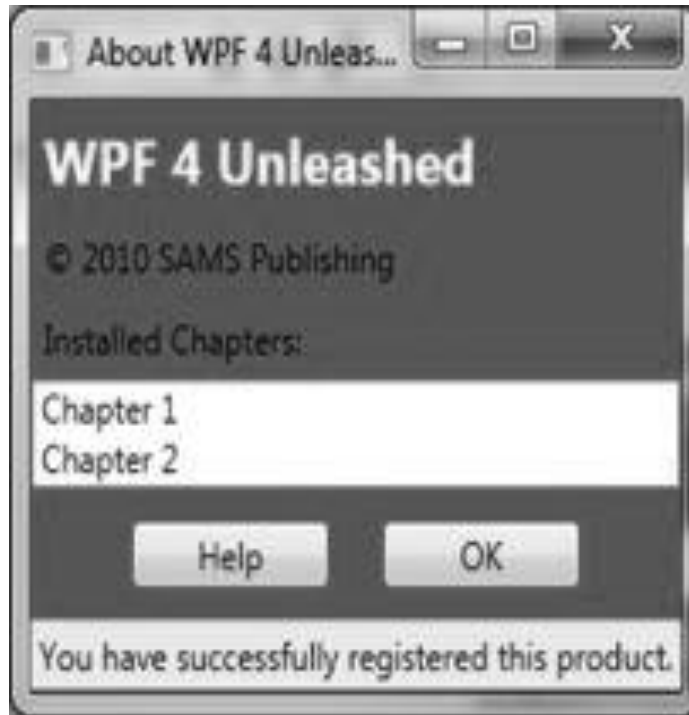 About WPF 4 Unleas...
WPF 4 Unleashed
© 2010 SAMS Publishing
Installed Chapters:
Chapter 1
Chapter 2
Help
OK
You have successfully registered this product.